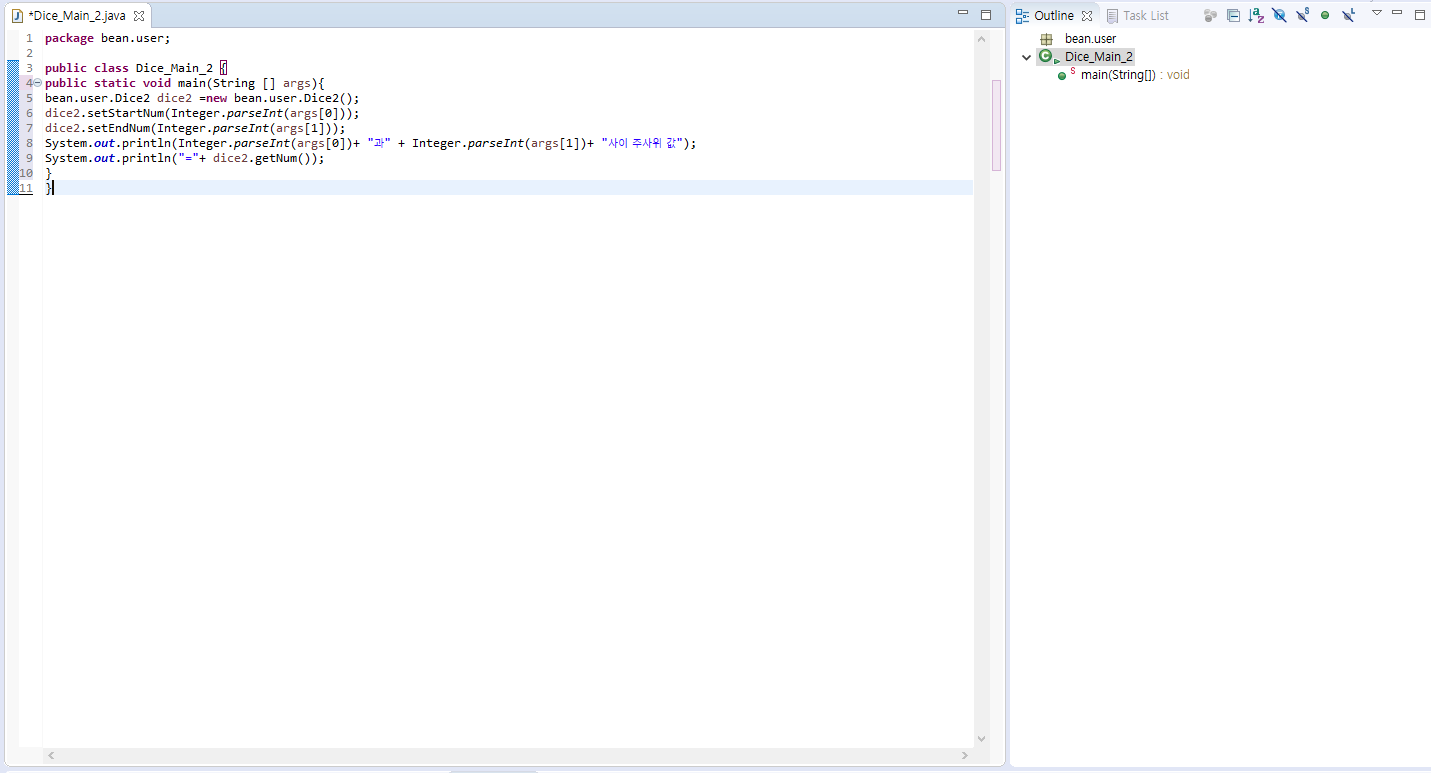 *Dice_Main_2.java
1 package bean.user;
2
3 public class Dice_Main_2 {
4 public static void main(String [] args){
5 bean.user.Dice2 dice2 =new bean.user.Dice2();
6 dice2.setStartNum(Integer.parseInt(args[0]));
7 dice2.setEndNum(Integer.parseInt(args[1]));
8 System.out.println(Integer.parseInt(args[0])+ "과" + Integer.parseInt(args[1])+ "사이 주사위 값");
9 System.out.println("="+ dice2.getNum());
10 }
11 }
Outline Task List
bean.user
Dice_Main_2
main(String[]) : void